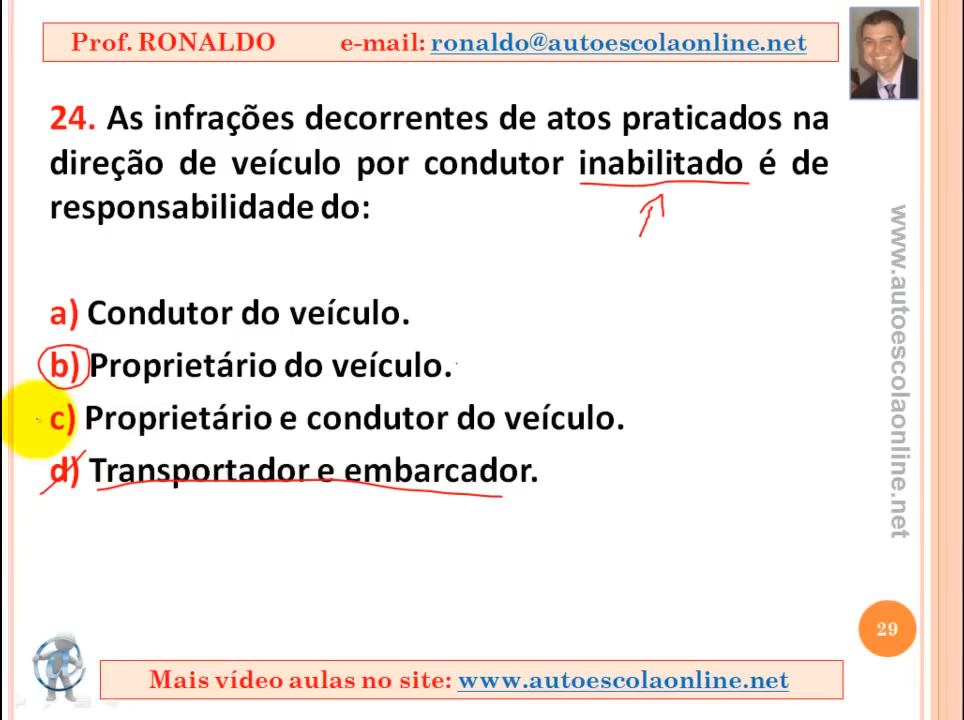 Prof. RONALDO e-mail: ronaldo@autoescolaonline.net
24. As infrações decorrentes de atos praticados na
direção de veículo por condutor inabilitado é de
responsabilidade do:
a) Condutor do veículo.
b) Proprietário do veículo.
c) Proprietário e condutor do veículo.
d) Transportador e embarcador.
www.autoescolaonline.net
29
Mais vídeo aulas no site: www.autoescolaonline.net